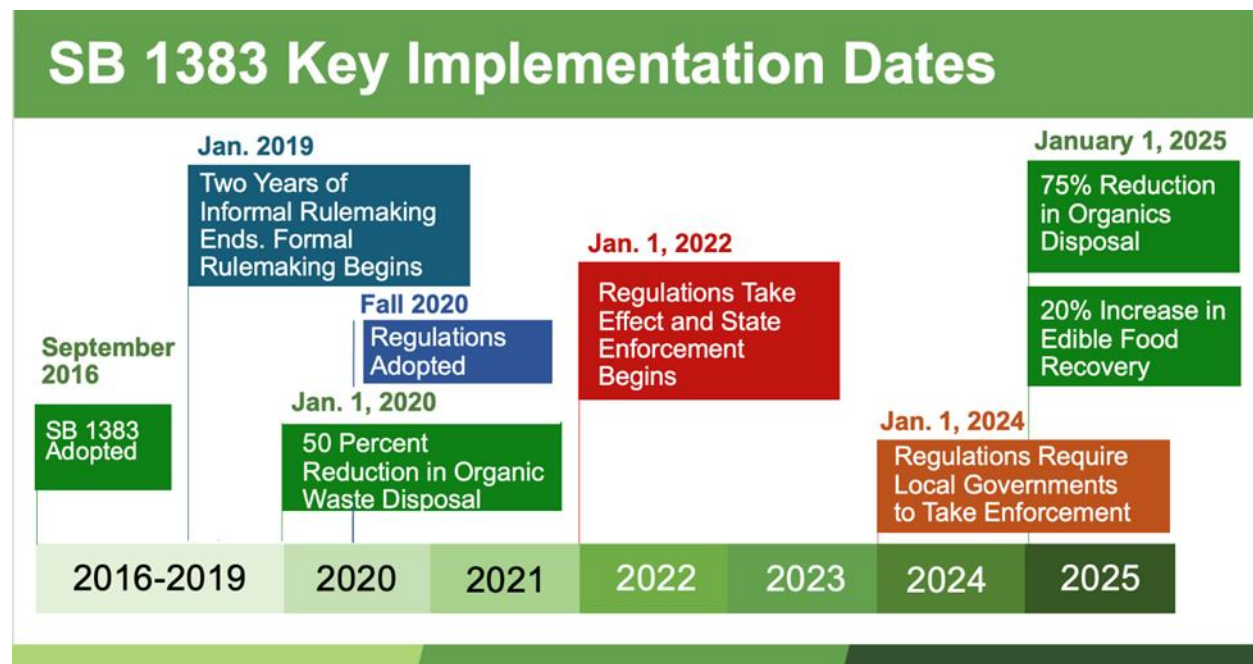 SB 1383 Key Implementation Dates
September
2016
SB 1383
Adopted
Jan. 2019
Two Years of
Informal Rulemaking
Ends. Formal
Rulemaking Begins
Jan. 1, 2020
50 Percent
Reduction in Organic
Waste Disposal
Fall 2020
Regulations
Adopted
Jan. 1, 2022
Regulations Take
Effect and State
Enforcement
Begins
Jan. 1, 2024
Regulations Require
Local Governments
to Take Enforcement
January 1, 2025
75% Reduction
in Organics
Disposal
20% Increase in
Edible Food
Recovery
2016-2019
2020
2021
2022
2023
2024
2025